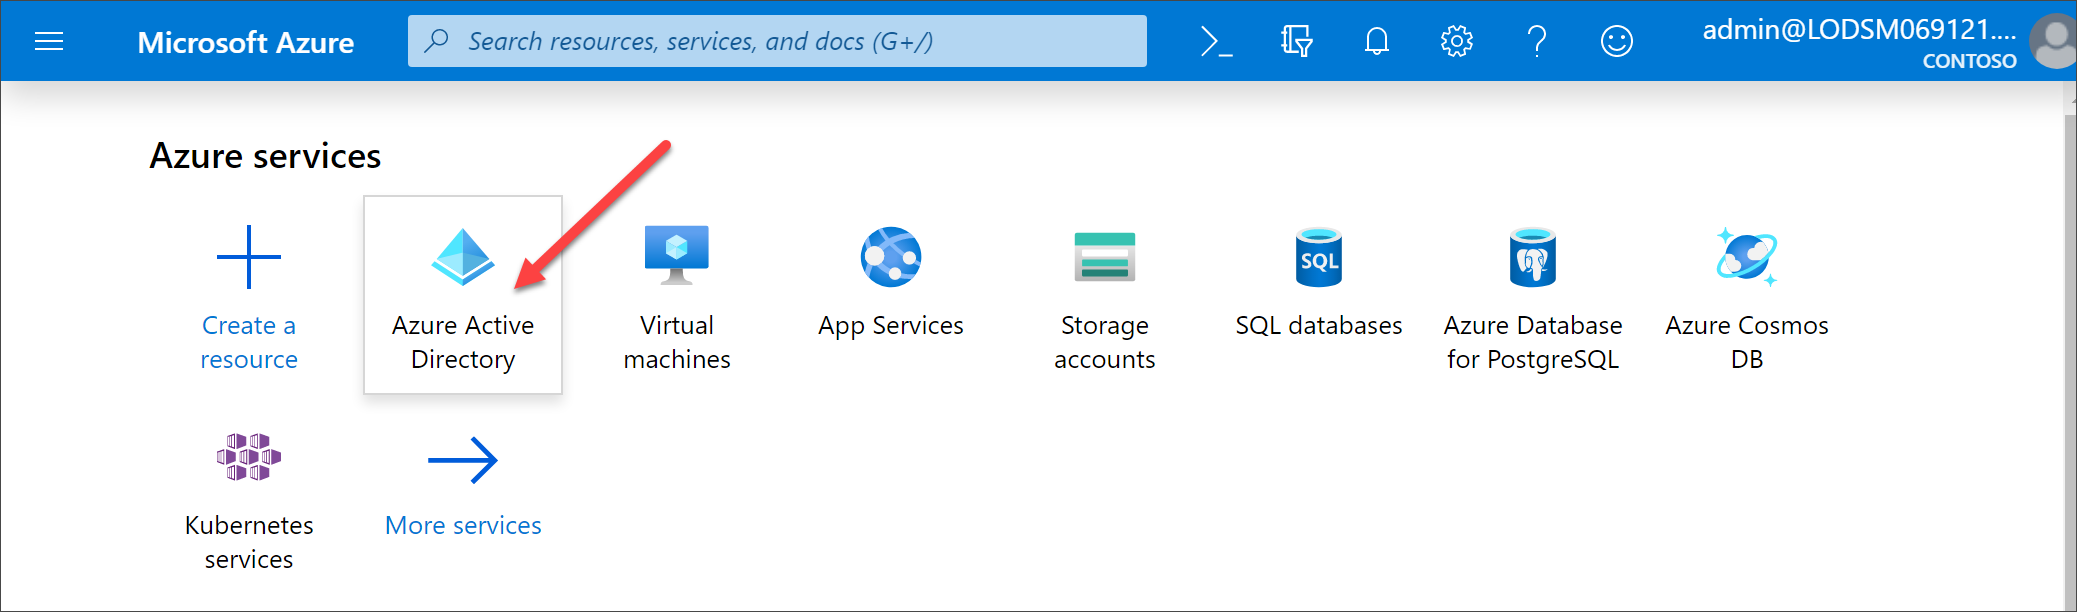 Microsoft Azure
Search resources, services, and docs (G+/)
admin@LODSM069121....
CONTOSO
Azure services
Create a
resource
Azure Active
Directory
Virtual
machines
App Services
Storage
accounts
SQL
SQL databases
Azure Database
for PostgreSQL
Azure Cosmos
DB
Kubernetes
services
More services